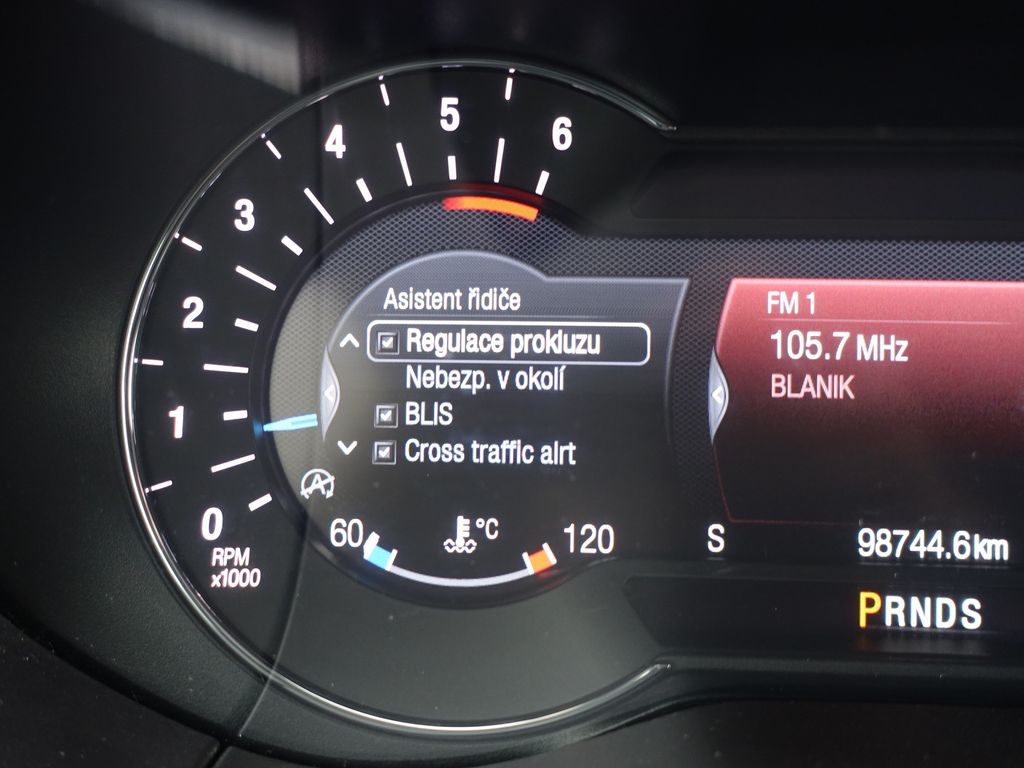 6
5
4
3
2
1
0
RPM
x1000
Asistent řidiče
Regulace prokluzu
Nebezp. v okolí
BLIS
Cross traffic alrt
60
°C
120
FM 1
105.7 MHz
BLANIK
S
98744.6km
PRNDS
A